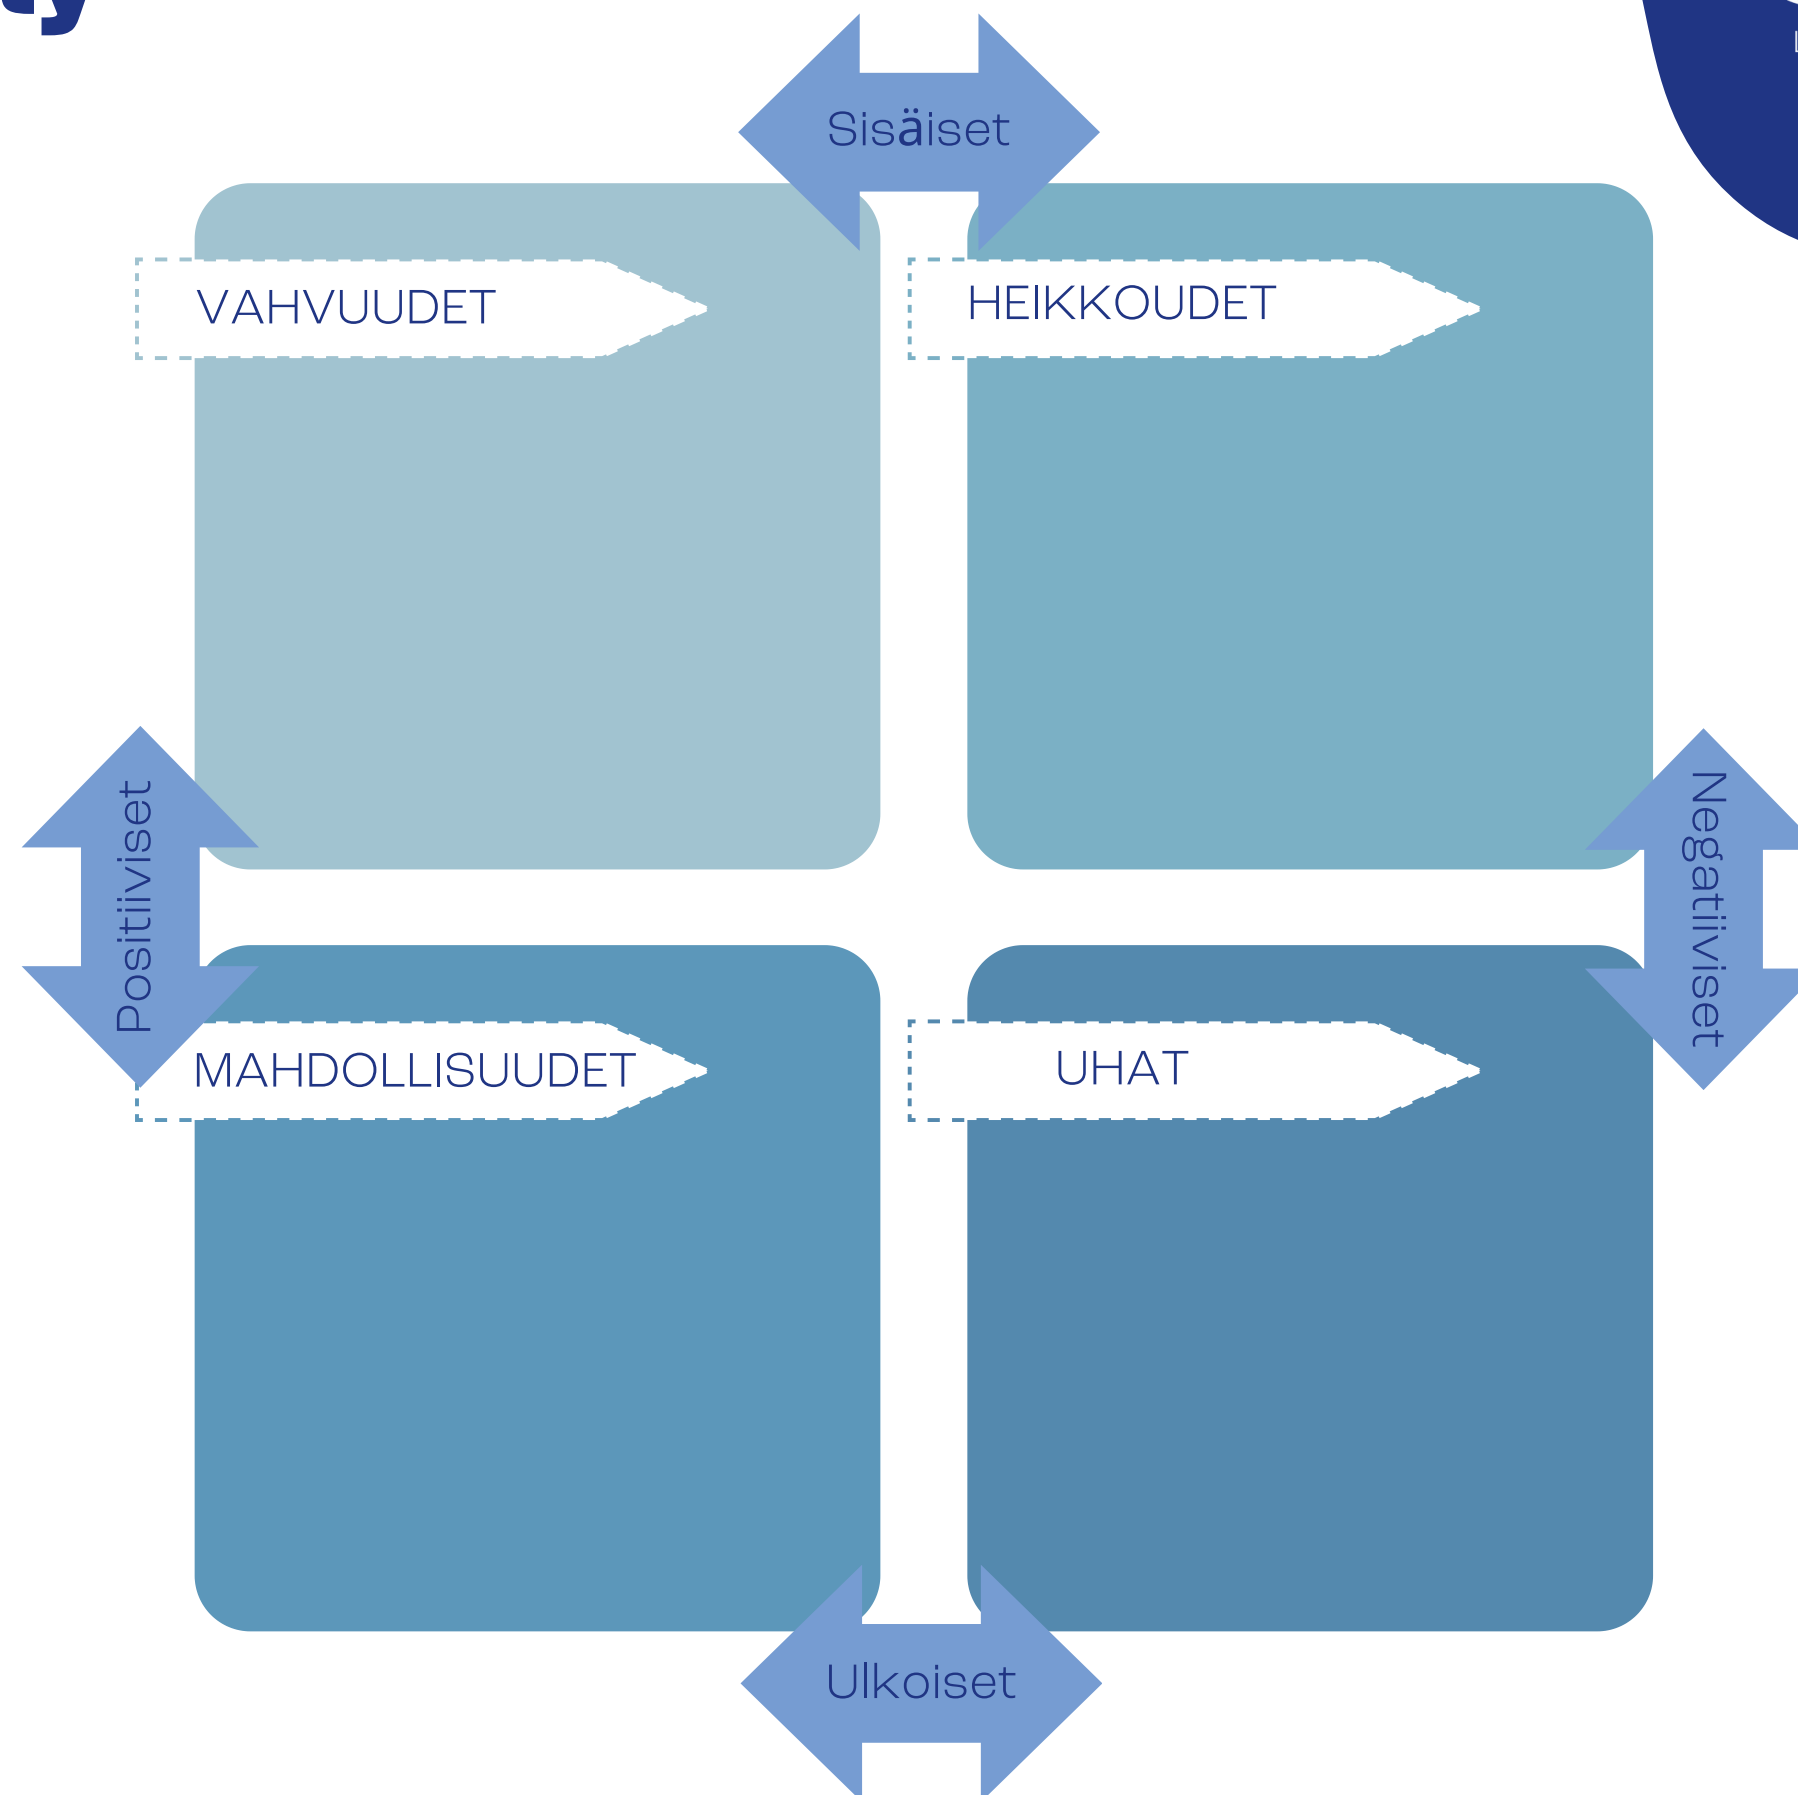 Sisäiset
VAHVUUDET
HEIKKOUDET
Positiiviset
Negatiiviset
MAHDOLLISUUDET
UHAT
Ulkoiset